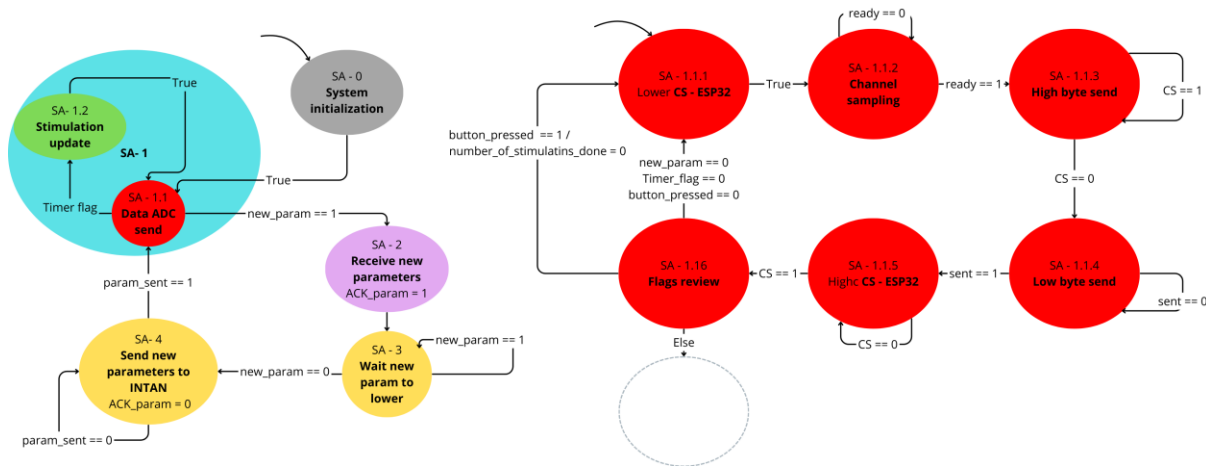 SA - 0
System
initialization
True
True
SA- 1.2
Stimulation
update
SA- 1
Timer flag
SA - 1.1
Data ADC
send
new_param == 1
SA - 2
Receive new
parameters
ACK_param = 1
param_sent == 1
SA- 4
Send new
parameters to
INTAN
ACK_param = 0
param_sent == 0
new_param == 0
SA - 3
Wait new
param to
lower
new_param == 1
SA - 1.1.1
Lower CS - ESP32
True
ready == 0
SA - 1.1.2
Channel
sampling
ready == 1
SA - 1.1.3
High byte send
CS == 1
CS == 0
SA - 1.1.4
Low byte send
sent == 0
sent == 1
SA - 1.1.5
Highc CS - ESP32
CS == 0
CS == 1
SA - 1.16
Flags review
new_param == 0
Timer_flag == 0
button_pressed == 0
button_pressed == 1 /
number_of_stimulatins_done = 0
Else